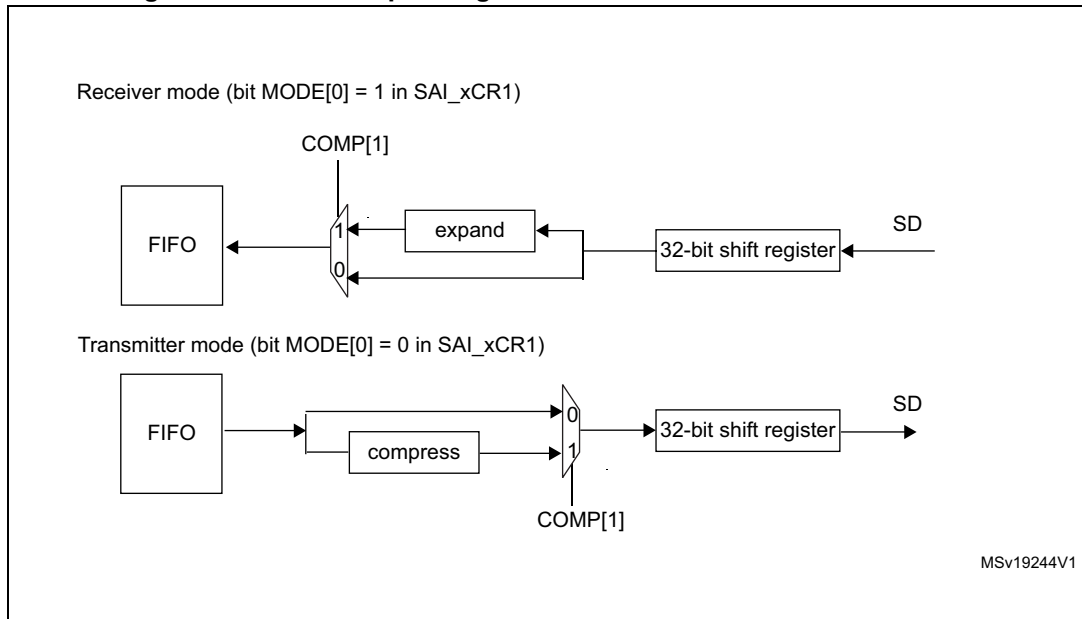 Receiver mode (bit MODE[0] = 1 in SAI_xCR1)
COMP[1]
FIFO
1
0
expand
32-bit shift register
SD
Transmitter mode (bit MODE[0] = 0 in SAI_xCR1)
FIFO
compress
0
1
COMP[1]
32-bit shift register
SD
MSv19244V1